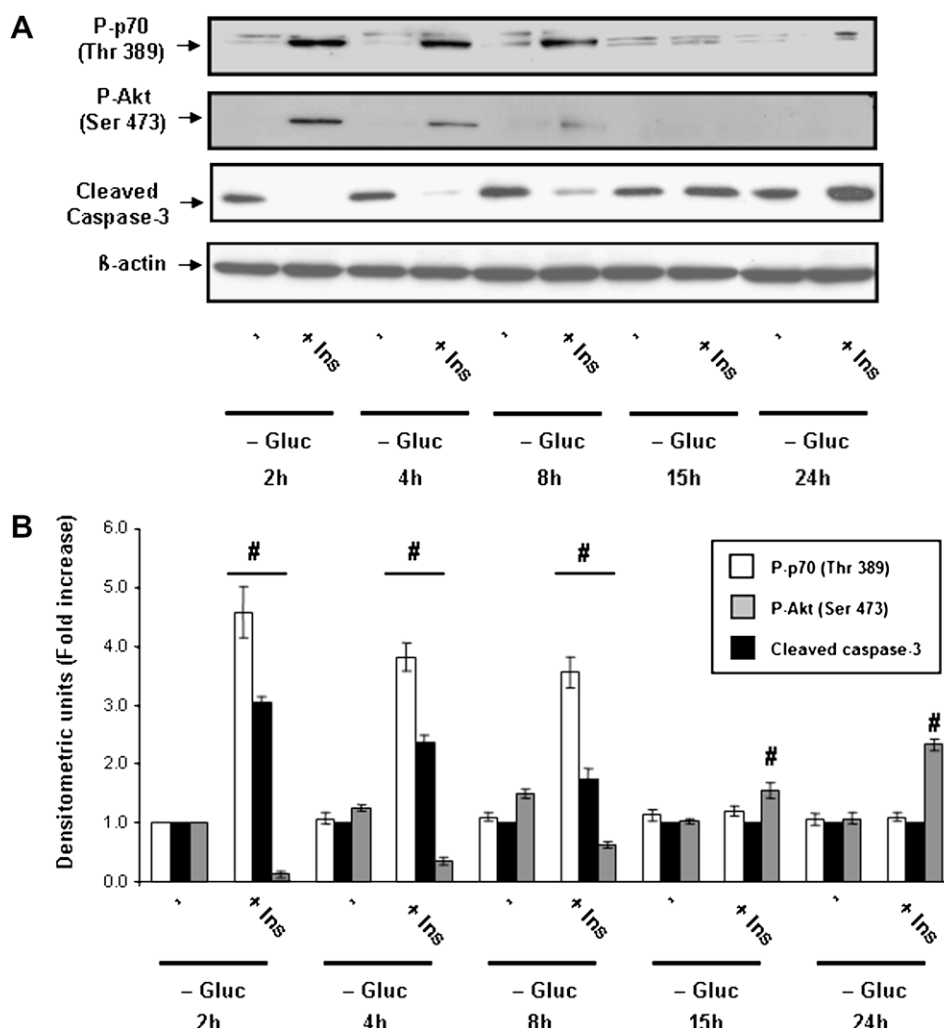 A
P-p70
(Thr 389)
P-Akt
(Ser 473)
Cleaved
Caspase-3
ß-actin
- + Ins - + Ins - + Ins - + Ins - + Ins
– Gluc – Gluc – Gluc – Gluc – Gluc
2h 4h 8h 15h 24h
B
Densitometric units (Fold increase)
6.0
5.0
4.0
3.0
2.0
1.0
0.0
# # # # #
P-p70 (Thr 389)
P-Akt (Ser 473)
Cleaved caspase-3
- + Ins - + Ins - + Ins - + Ins - + Ins
– Gluc – Gluc – Gluc – Gluc – Gluc
2h 4h 8h 15h 24h